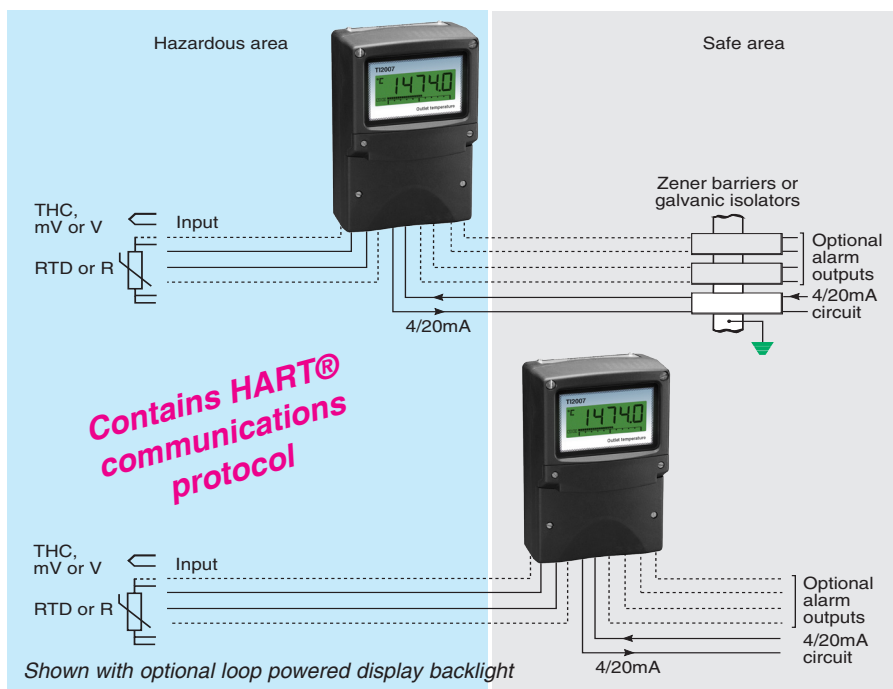 Hazardous area
Safe area
TI2007
°C
1474.0
Outlet temperature
Zener barriers or
galvanic isolators
THC,
mV or V
Input
RTD or R
Optional
alarm
outputs
4/20mA
circuit
4/20mA
Contains HART®
communications
protocol
TI2007
°C
1474.0
Outlet temperature
THC,
mV or V
Input
RTD or R
Optional
alarm
outputs
4/20mA
circuit
4/20mA
Shown with optional loop powered display backlight